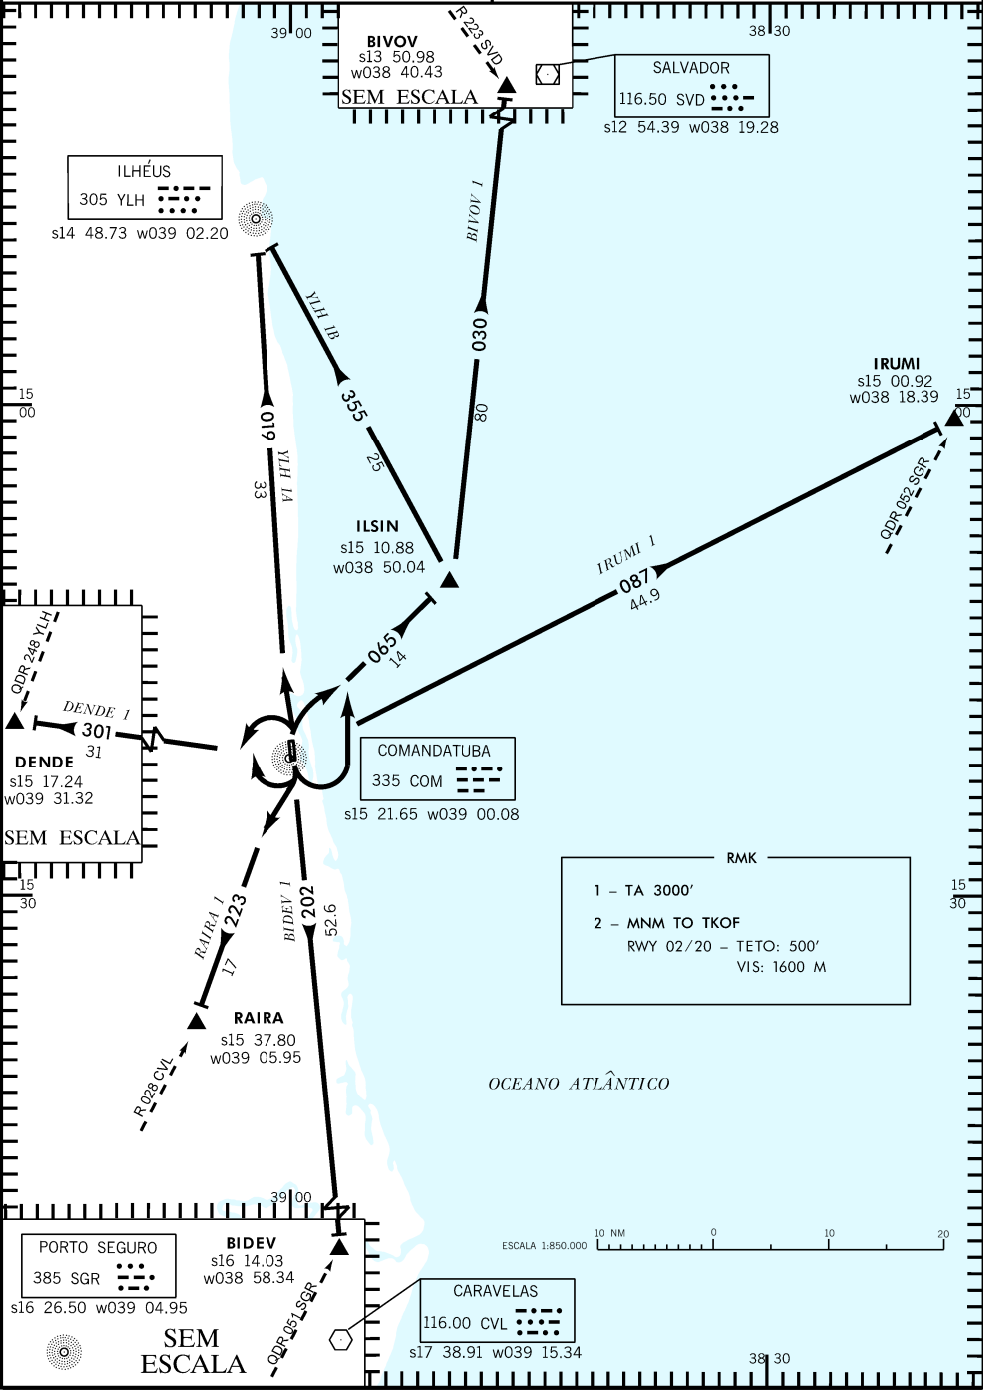 39 00
38 30
R 223 SVD
BIVOV
s13 50.98
w038 40.43
SEM ESCALA
SALVADOR
116.50 SVD
s12 54.39 w038 19.28
ILHÉUS
305 YLH
s14 48.73 w039 02.20
BIVOV 1
030
80
YLH 1B
355
25
019
YLH 1A
33
IRUMI
s15 00.92
w038 18.39
15
00
15
00
QDR 052 SGR
ILSIN
s15 10.88
w038 50.04
IRUMI 1
087
44.9
065
14
QDR 248 YLH
DENDE 1
301
31
DENDE
s15 17.24
w039 31.32
SEM ESCALA
COMANDATUBA
335 COM
s15 21.65 w039 00.08
RMK
1 – TA 3000'
2 – MNM TO TKOF
RWY 02/20 – TETO: 500'
VIS: 1600 M
15
30
15
30
RAIRA 1
223
17
BIDEV 1
202
52.6
RAIRA
s15 37.80
w039 05.95
R 028 CVL
OCEANO ATLÂNTICO
39 00
PORTO SEGURO
385 SGR
s16 26.50 w039 04.95
BIDEV
s16 14.03
w038 58.34
QDR 051 SGR
SEM
ESCALA
ESCALA 1:850.000
10 NM 0 10 20
CARAVELAS
116.00 CVL
s17 38.91 w039 15.34
38 30